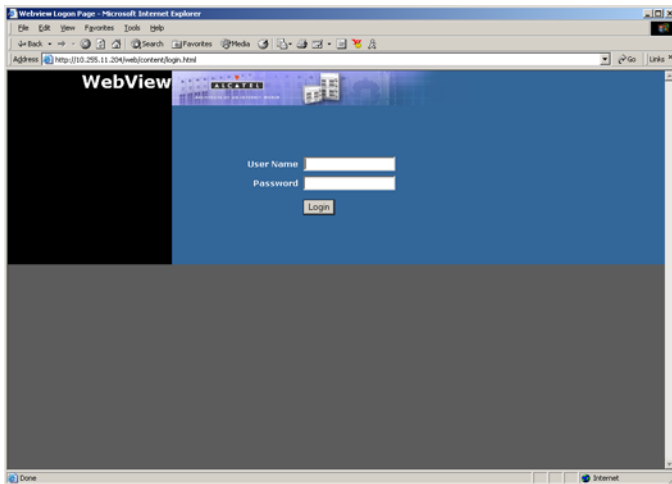 Webview Logon Page - Microsoft Internet Explorer
File Edit View Favorites Tools Help
Back Search Favorites Media
Address http://10.255.11.204/web/content/login.html Go Links
WebView
ALCATEL
User Name
Password
Login
Done Internet